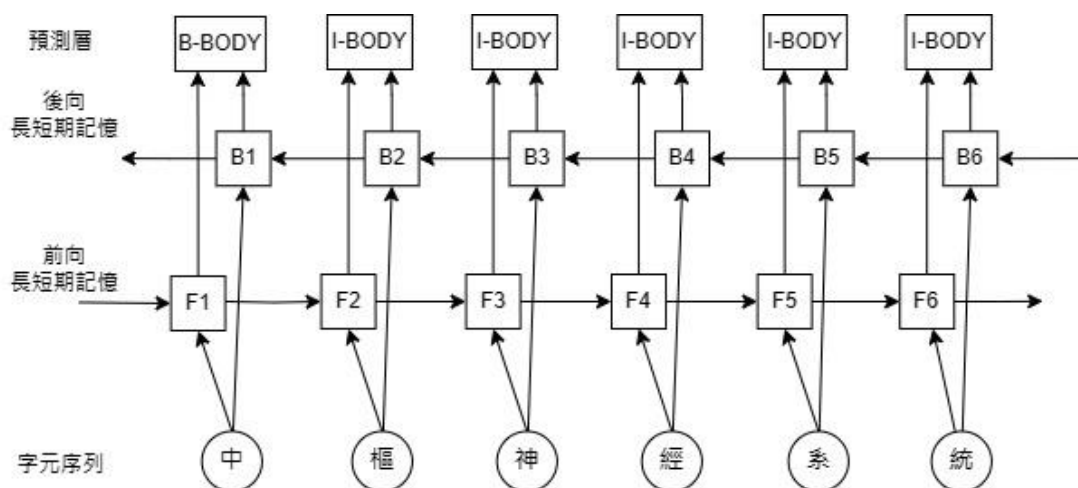 預測層
B-BODY I-BODY I-BODY I-BODY I-BODY I-BODY
後向
長短期記憶
B1 B2 B3 B4 B5 B6
前向
長短期記憶
F1 F2 F3 F4 F5 F6
字元序列 中 樞 神 經 系 統